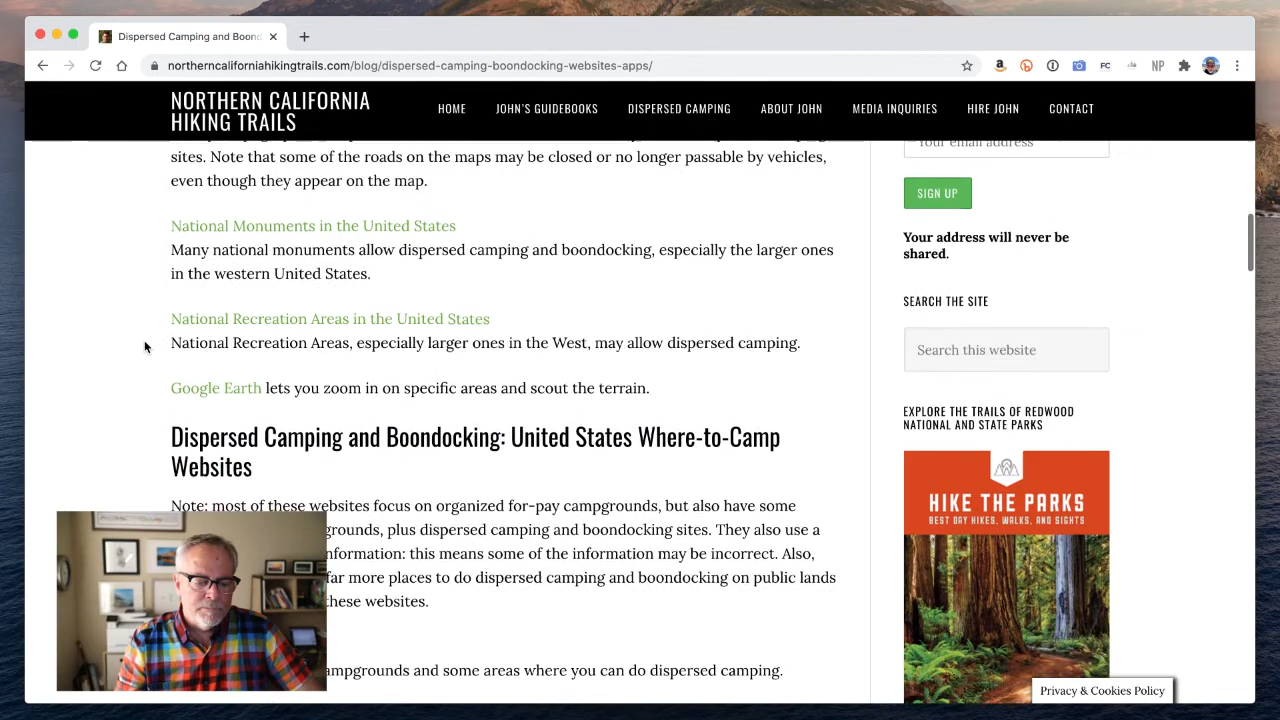 Dispersed Camping and Boond
northerncaliforniahikingtrails.com/blog/dispersed-camping-boondocking-websites-apps/
FC
NP
NORTHERN CALIFORNIA
HIKING TRAILS
HOME
JOHN'S GUIDEBOOKS
DISPERSED CAMPING
ABOUT JOHN
MEDIA INQUIRIES
HIRE JOHN
CONTACT
sites. Note that some of the roads on the maps may be closed or no longer passable by vehicles,
even though they appear on the map.
National Monuments in the United States
Many national monuments allow dispersed camping and boondocking, especially the larger ones
in the western United States.
National Recreation Areas in the United States
National Recreation Areas, especially larger ones in the West, may allow dispersed camping.
Google Earth lets you zoom in on specific areas and scout the terrain.
Dispersed Camping and Boondocking: United States Where-to-Camp
Websites
Note: most of these websites focus on organized for-pay campgrounds, but also have some
grounds, plus dispersed camping and boondocking sites. They also use a
nformation: this means some of the information may be incorrect. Also,
far more places to do dispersed camping and boondocking on public lands
these websites.
mpgrounds and some areas where you can do dispersed camping.
Your email address
SIGN UP
Your address will never be
shared.
SEARCH THE SITE
Search this website
EXPLORE THE TRAILS OF REDWOOD
NATIONAL AND STATE PARKS
HIKE THE PARKS
BEST DAY HIKES, WALKS, AND SIGHTS
Privacy & Cookies Policy